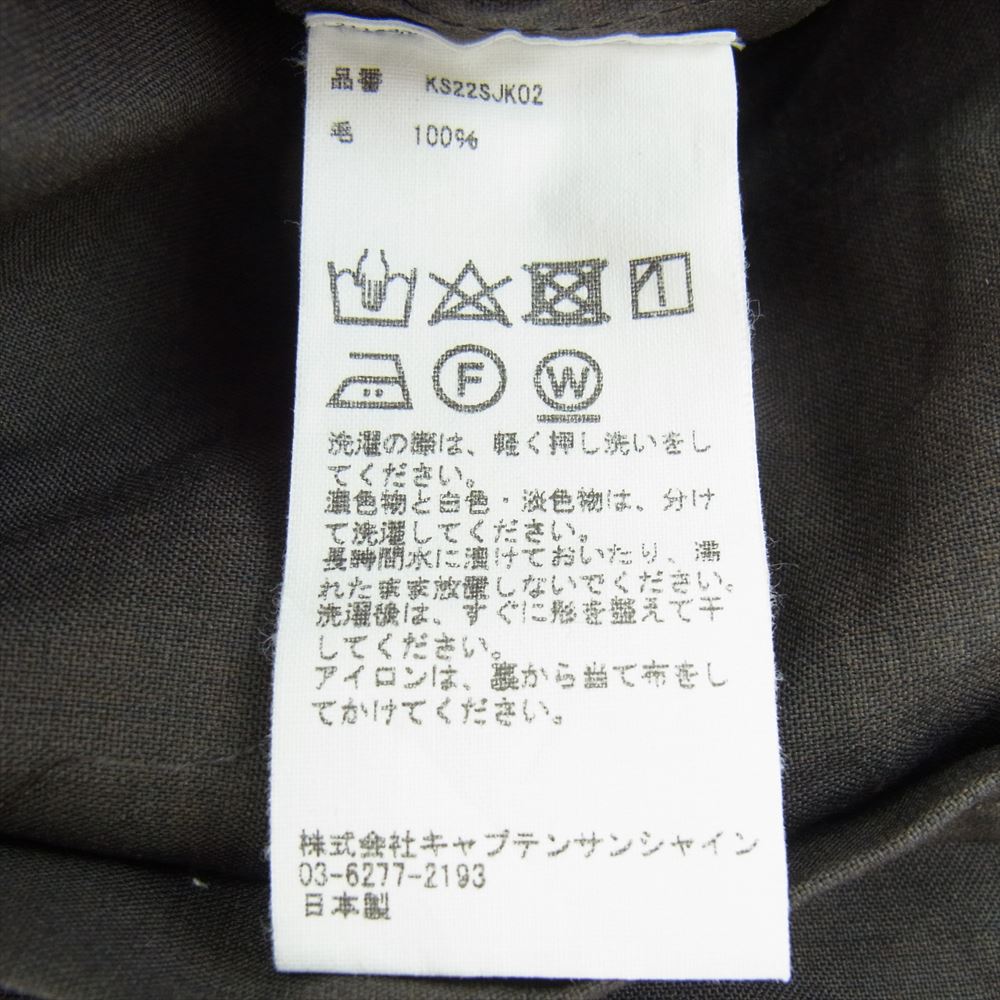 品番 KS22SJK02
毛 100%
F W
洗濯の際は、軽く押し洗いをし
てください。
濃色物と白色・淡色物は、分け
て洗濯してください。
長時間水に漬けておいたり、濡
れたまま放置しないでください。
洗濯後は、すぐに形を整えて干
してください。
アイロンは、裏から当て布をし
てかけてください。
株式会社キャプテンサンシャイン
03-6277-2193
日本製